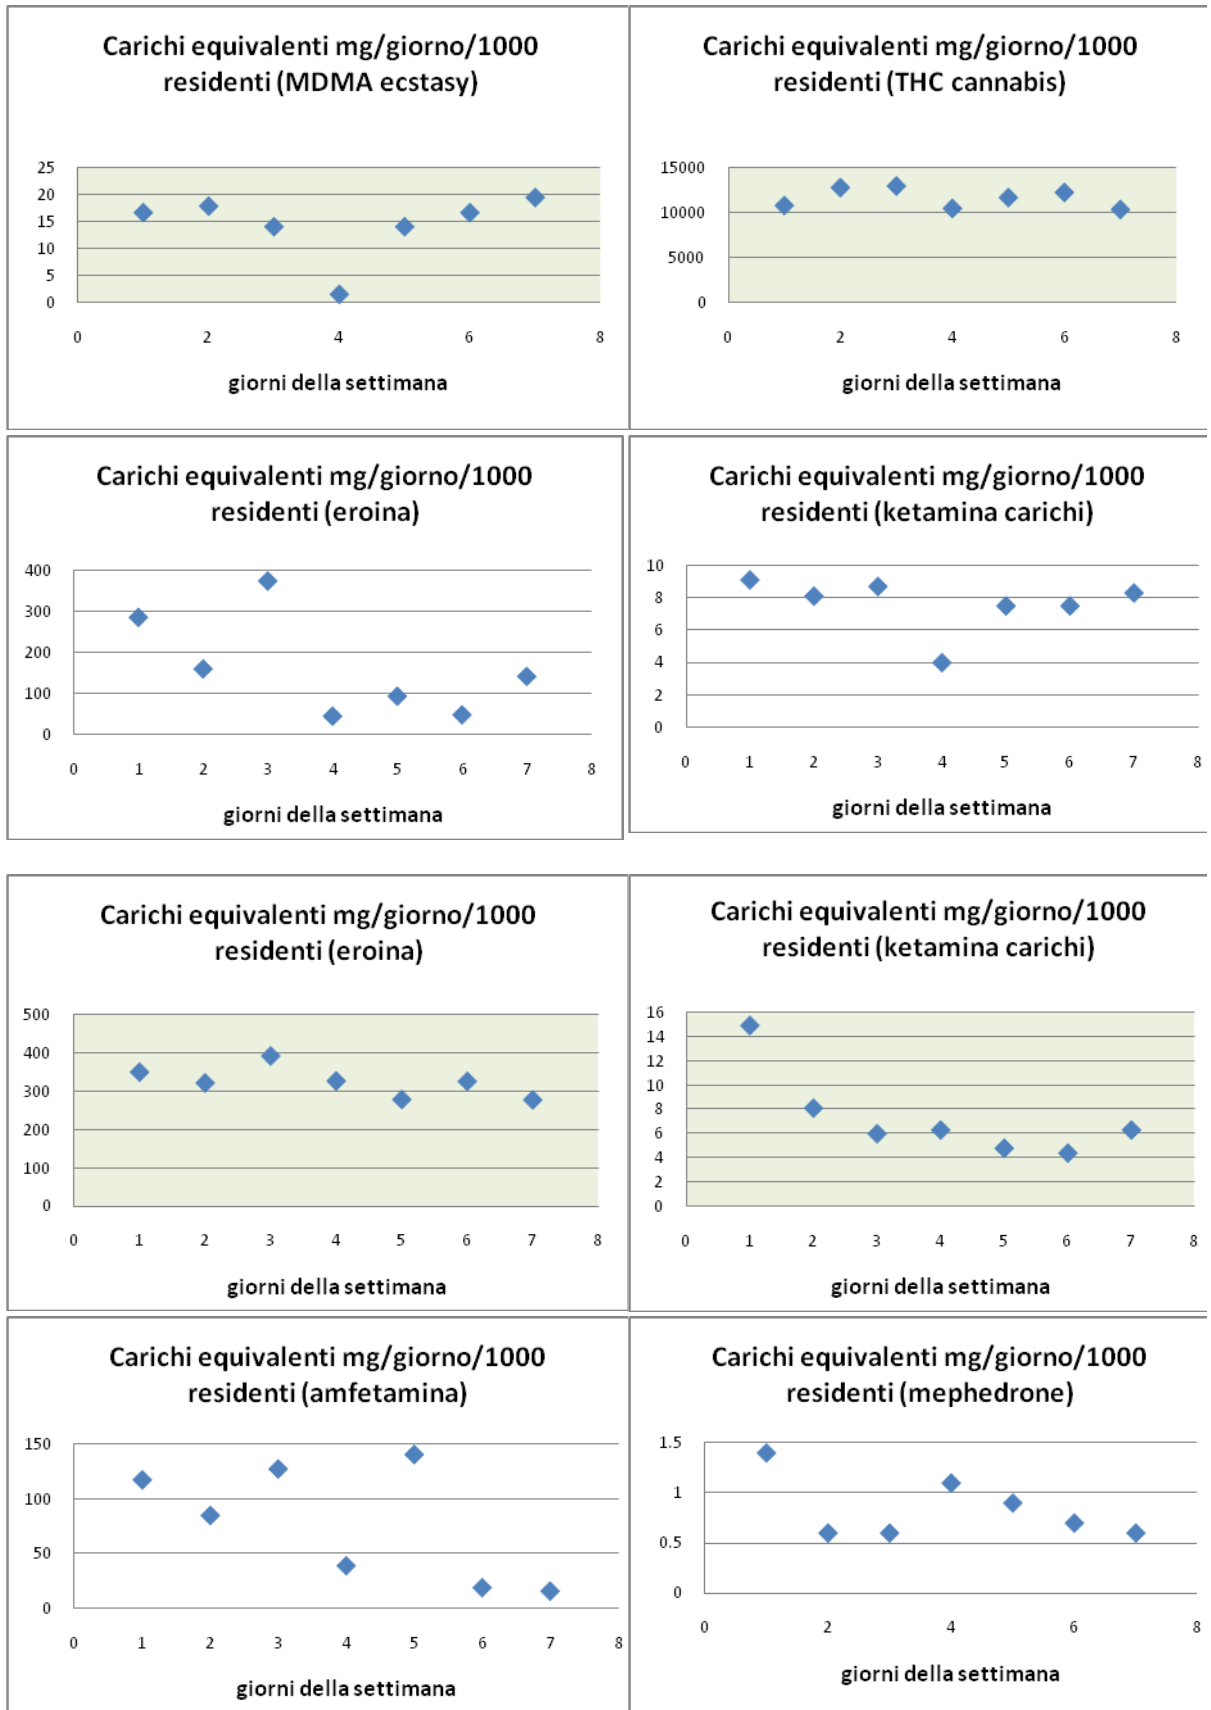 Carichi equivalenti mg/giorno/1000
residenti (MDMA ecstasy)
25
20
15
10
5
0
0 2 4 6 8
giorni della settimana
Carichi equivalenti mg/giorno/1000
residenti (THC cannabis)
15000
10000
5000
0
0 2 4 6 8
giorni della settimana
Carichi equivalenti mg/giorno/1000
residenti (eroina)
400
300
200
100
0
0 1 2 3 4 5 6 7 8
giorni della settimana
Carichi equivalenti mg/giorno/1000
residenti (ketamina carichi)
10
8
6
4
2
0
0 1 2 3 4 5 6 7 8
giorni della settimana
Carichi equivalenti mg/giorno/1000
residenti (eroina)
500
400
300
200
100
0
0 1 2 3 4 5 6 7 8
giorni della settimana
Carichi equivalenti mg/giorno/1000
residenti (ketamina carichi)
16
14
12
10
8
6
4
2
0
0 1 2 3 4 5 6 7 8
giorni della settimana
Carichi equivalenti mg/giorno/1000
residenti (amfetamina)
150
100
50
0
0 1 2 3 4 5 6 7 8
giorni della settimana
Carichi equivalenti mg/giorno/1000
residenti (mephedrone)
1.5
1
0.5
0
0 2 4 6 8
giorni della settimana